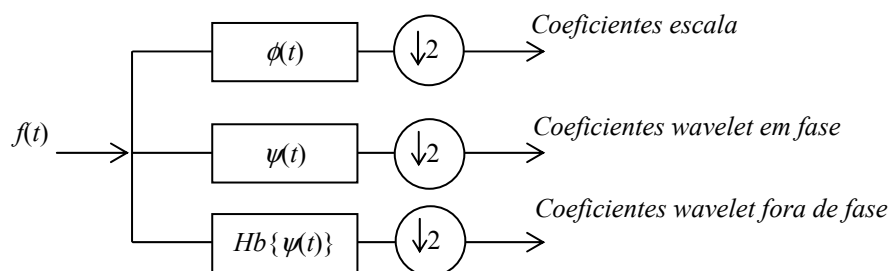 Coeficientes escala
ϕ(t)
↓2
f(t)
Coeficientes wavelet em fase
ψ(t)
↓2
Coeficientes wavelet fora de fase
Hb{ψ(t)}
↓2